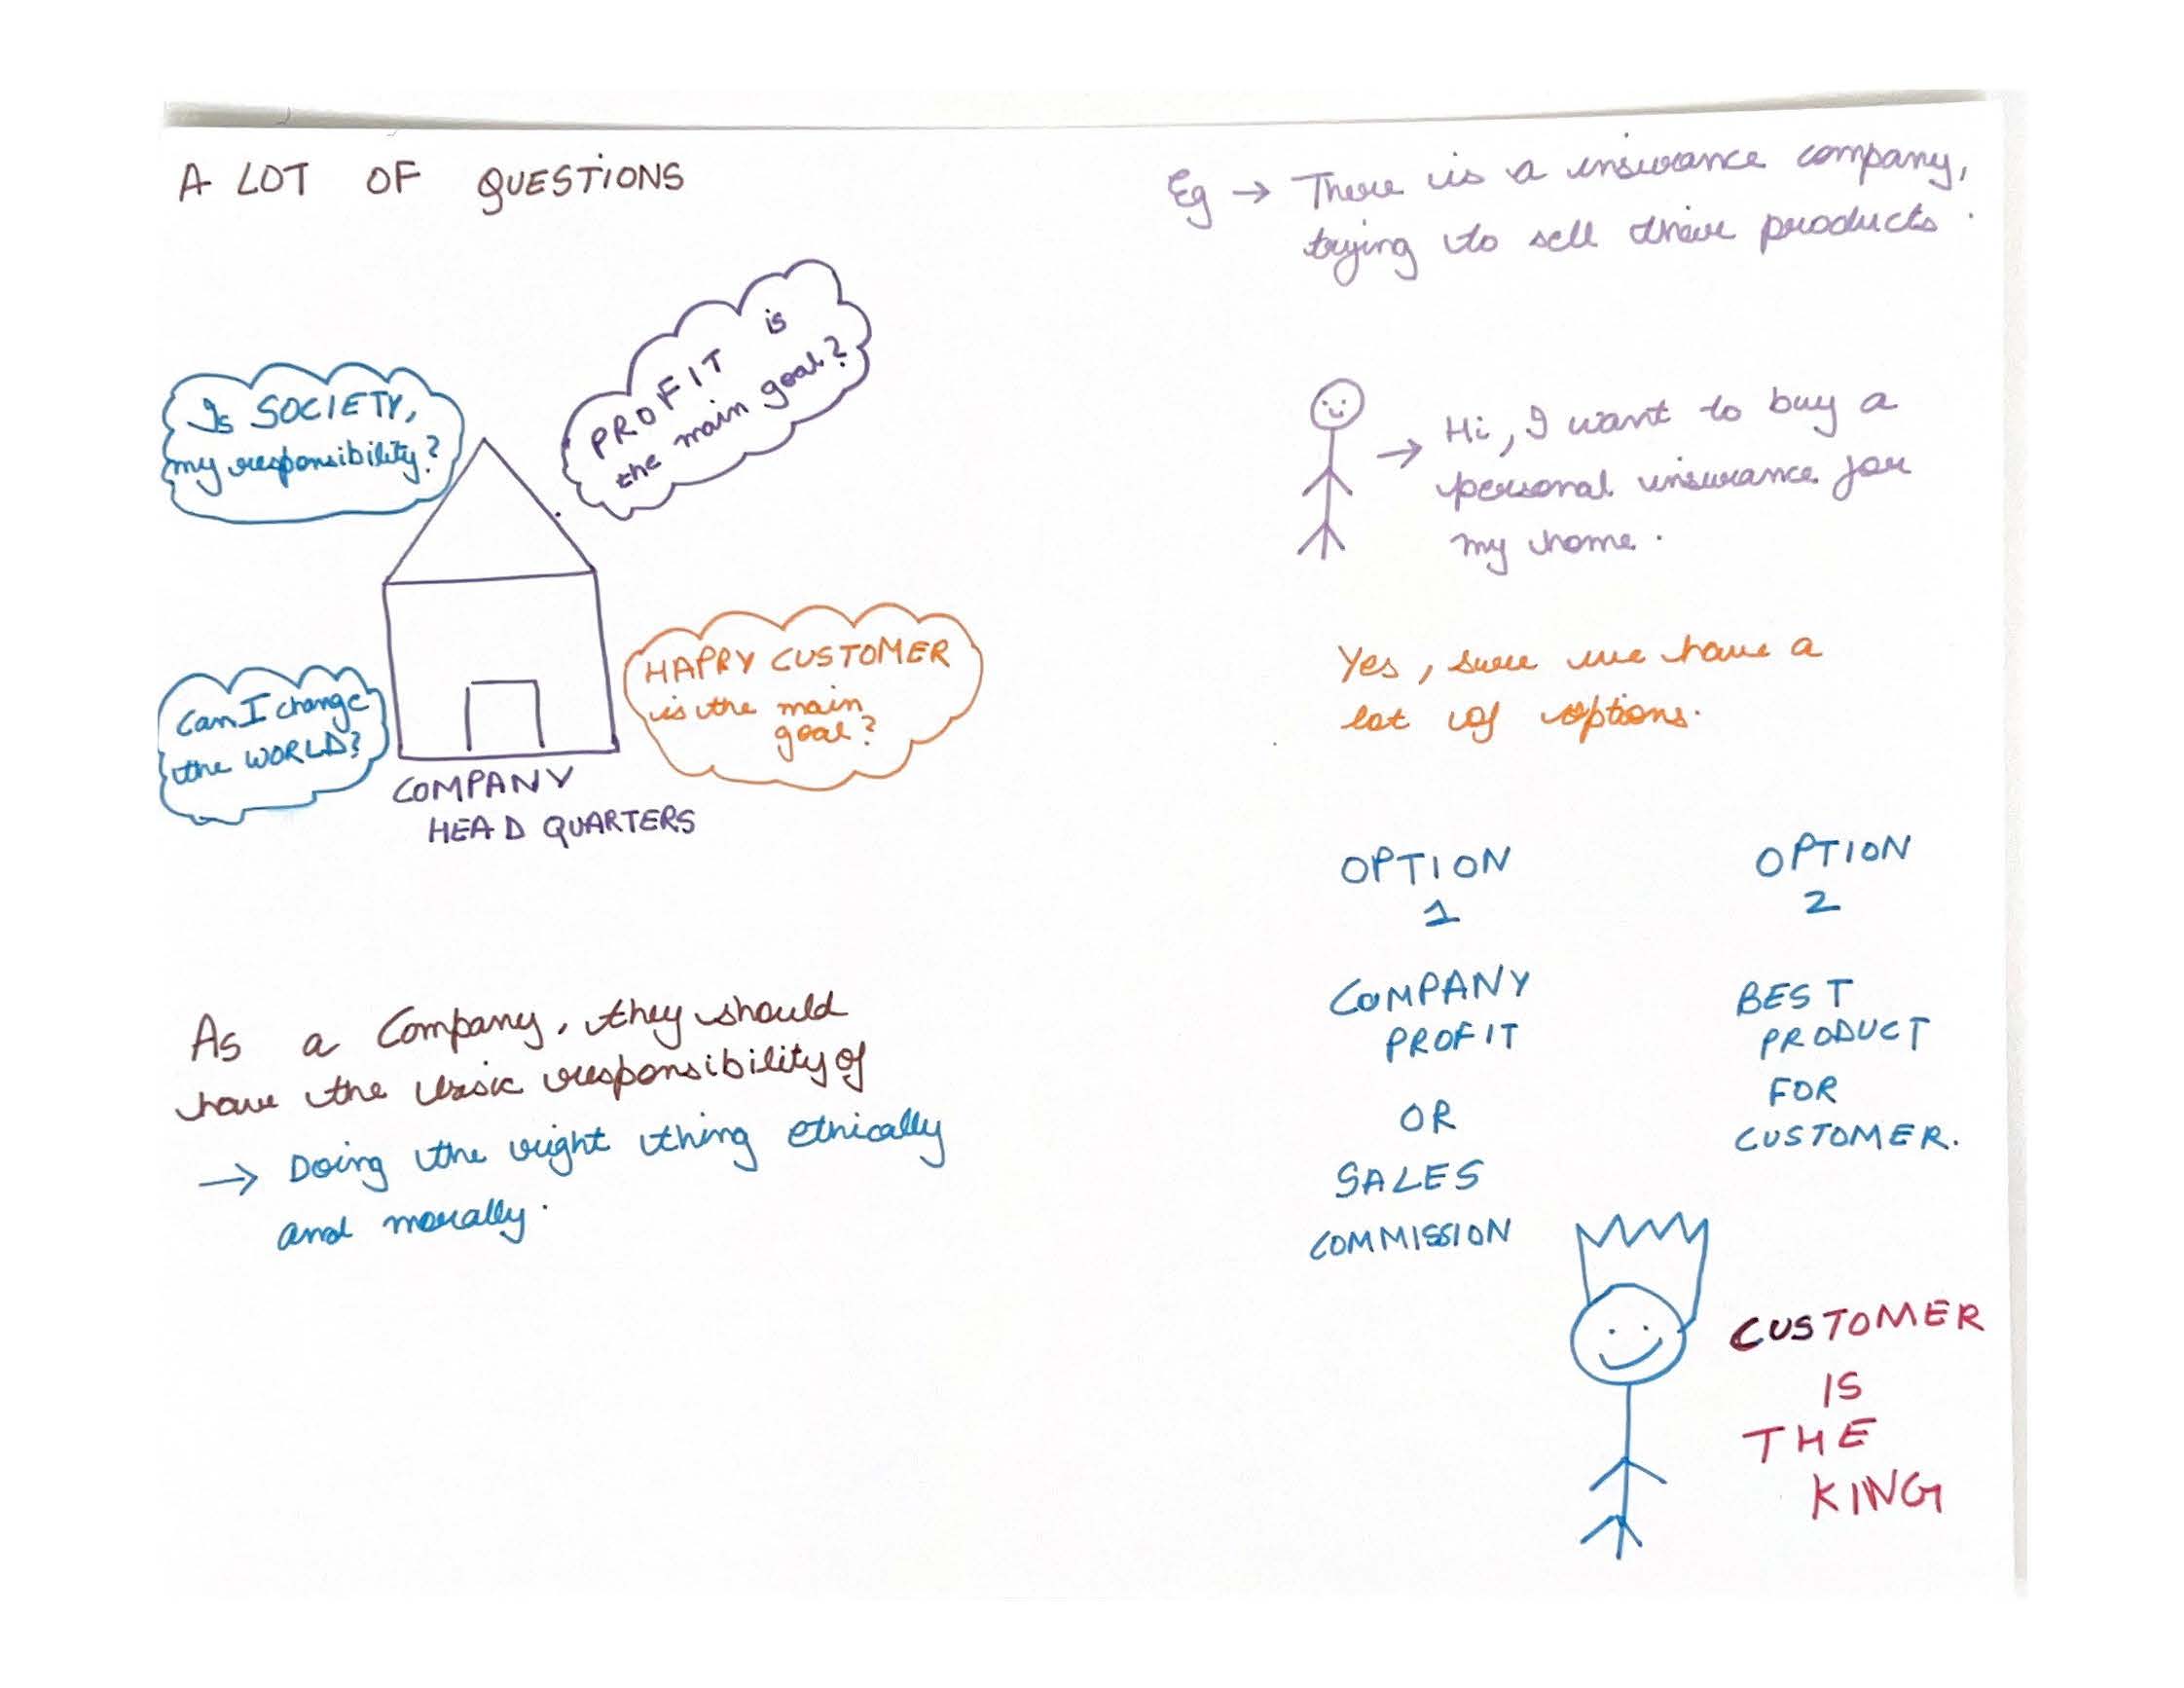 A LOT OF QUESTIONS
Is SOCIETY,
my responsibility?
PROFIT is
the main goal?
Can I change
the WORLD?
HAPPY CUSTOMER
is the main
goal?
COMPANY
HEAD QUARTERS
As a Company, they should
have the basic responsibility of
→ Doing the right thing ethically
and morally.
Eg → There is a insurance company,
trying to sell their products.
→ Hi, I want to buy a
personal insurance for
my home.
Yes, sure we have a
lot of options.
OPTION
1
COMPANY
PROFIT
OR
SALES
COMMISSION
OPTION
2
BEST
PRODUCT
FOR
CUSTOMER.
CUSTOMER
IS
THE
KING